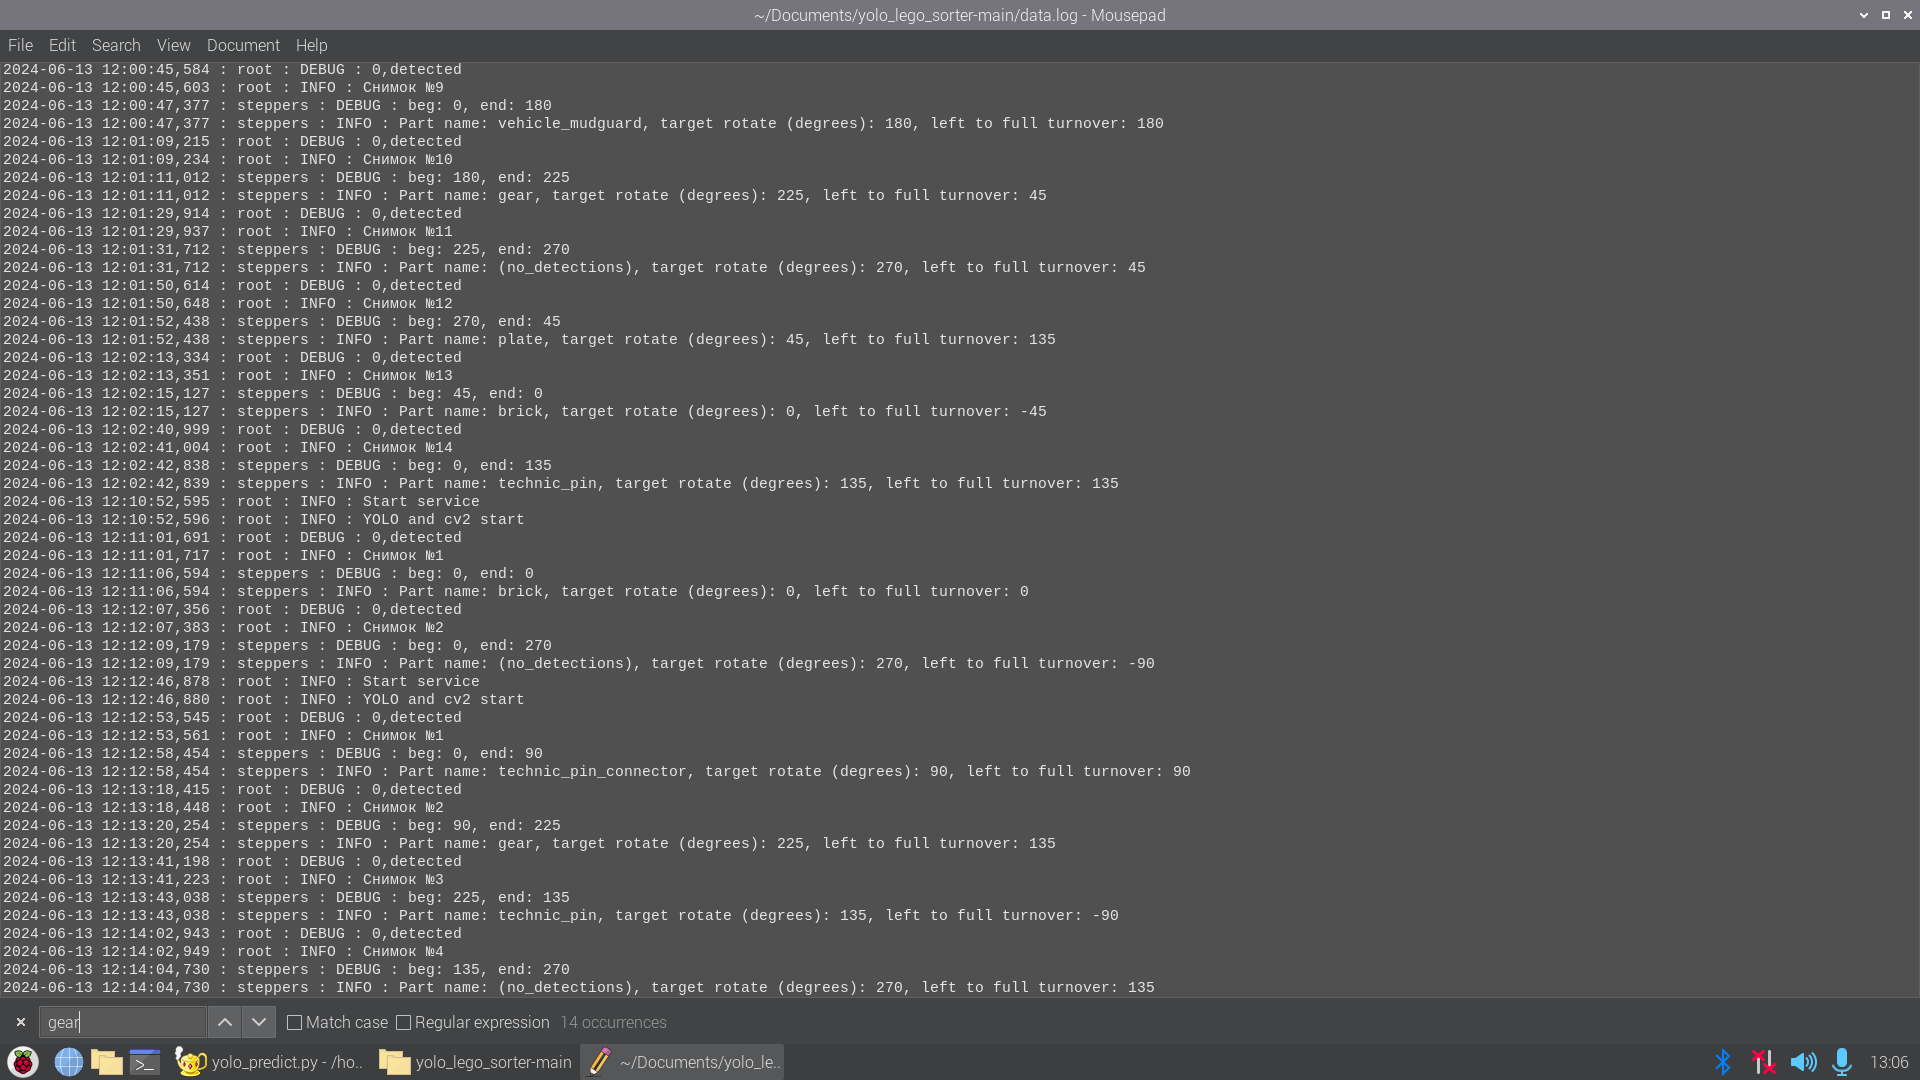 ~/Documents/yolo_lego_sorter-main/data.log - Mousepad
File Edit Search View Document Help
2024-06-13 12:00:45,584 : root : DEBUG : 0,detected
2024-06-13 12:00:45,603 : root : INFO : Снимок №9
2024-06-13 12:00:47,377 : steppers : DEBUG : beg: 0, end: 180
2024-06-13 12:00:47,377 : steppers : INFO : Part name: vehicle_mudguard, target rotate (degrees): 180, left to full turnover: 180
2024-06-13 12:01:09,215 : root : DEBUG : 0,detected
2024-06-13 12:01:09,234 : root : INFO : Снимок №10
2024-06-13 12:01:11,012 : steppers : DEBUG : beg: 180, end: 225
2024-06-13 12:01:11,012 : steppers : INFO : Part name: gear, target rotate (degrees): 225, left to full turnover: 45
2024-06-13 12:01:29,914 : root : DEBUG : 0,detected
2024-06-13 12:01:29,937 : root : INFO : Снимок №11
2024-06-13 12:01:31,712 : steppers : DEBUG : beg: 225, end: 270
2024-06-13 12:01:31,712 : steppers : INFO : Part name: (no_detections), target rotate (degrees): 270, left to full turnover: 45
2024-06-13 12:01:50,614 : root : DEBUG : 0,detected
2024-06-13 12:01:50,648 : root : INFO : Снимок №12
2024-06-13 12:01:52,438 : steppers : DEBUG : beg: 270, end: 45
2024-06-13 12:01:52,438 : steppers : INFO : Part name: plate, target rotate (degrees): 45, left to full turnover: 135
2024-06-13 12:02:13,334 : root : DEBUG : 0,detected
2024-06-13 12:02:13,351 : root : INFO : Снимок №13
2024-06-13 12:02:15,127 : steppers : DEBUG : beg: 45, end: 0
2024-06-13 12:02:15,127 : steppers : INFO : Part name: brick, target rotate (degrees): 0, left to full turnover: -45
2024-06-13 12:02:40,999 : root : DEBUG : 0,detected
2024-06-13 12:02:41,004 : root : INFO : Снимок №14
2024-06-13 12:02:42,838 : steppers : DEBUG : beg: 0, end: 135
2024-06-13 12:02:42,839 : steppers : INFO : Part name: technic_pin, target rotate (degrees): 135, left to full turnover: 135
2024-06-13 12:10:52,595 : root : INFO : Start service
2024-06-13 12:10:52,596 : root : INFO : YOLO and cv2 start
2024-06-13 12:11:01,691 : root : DEBUG : 0,detected
2024-06-13 12:11:01,717 : root : INFO : Снимок №1
2024-06-13 12:11:06,594 : steppers : DEBUG : beg: 0, end: 0
2024-06-13 12:11:06,594 : steppers : INFO : Part name: brick, target rotate (degrees): 0, left to full turnover: 0
2024-06-13 12:12:07,356 : root : DEBUG : 0,detected
2024-06-13 12:12:07,383 : root : INFO : Снимок №2
2024-06-13 12:12:09,179 : steppers : DEBUG : beg: 0, end: 270
2024-06-13 12:12:09,179 : steppers : INFO : Part name: (no_detections), target rotate (degrees): 270, left to full turnover: -90
2024-06-13 12:12:46,878 : root : INFO : Start service
2024-06-13 12:12:46,880 : root : INFO : YOLO and cv2 start
2024-06-13 12:12:53,545 : root : DEBUG : 0,detected
2024-06-13 12:12:53,561 : root : INFO : Снимок №1
2024-06-13 12:12:58,454 : steppers : DEBUG : beg: 0, end: 90
2024-06-13 12:12:58,454 : steppers : INFO : Part name: technic_pin_connector, target rotate (degrees): 90, left to full turnover: 90
2024-06-13 12:13:18,415 : root : DEBUG : 0,detected
2024-06-13 12:13:18,448 : root : INFO : Снимок №2
2024-06-13 12:13:20,254 : steppers : DEBUG : beg: 90, end: 225
2024-06-13 12:13:20,254 : steppers : INFO : Part name: gear, target rotate (degrees): 225, left to full turnover: 135
2024-06-13 12:13:41,198 : root : DEBUG : 0,detected
2024-06-13 12:13:41,223 : root : INFO : Снимок №3
2024-06-13 12:13:43,038 : steppers : DEBUG : beg: 225, end: 135
2024-06-13 12:13:43,038 : steppers : INFO : Part name: technic_pin, target rotate (degrees): 135, left to full turnover: -90
2024-06-13 12:14:02,943 : root : DEBUG : 0,detected
2024-06-13 12:14:02,949 : root : INFO : Снимок №4
2024-06-13 12:14:04,730 : steppers : DEBUG : beg: 135, end: 270
2024-06-13 12:14:04,730 : steppers : INFO : Part name: (no_detections), target rotate (degrees): 270, left to full turnover: 135
gear Match case Regular expression 14 occurrences
yolo_predict.py - /ho.. yolo_lego_sorter-main ~/Documents/yolo_le.. 13:06